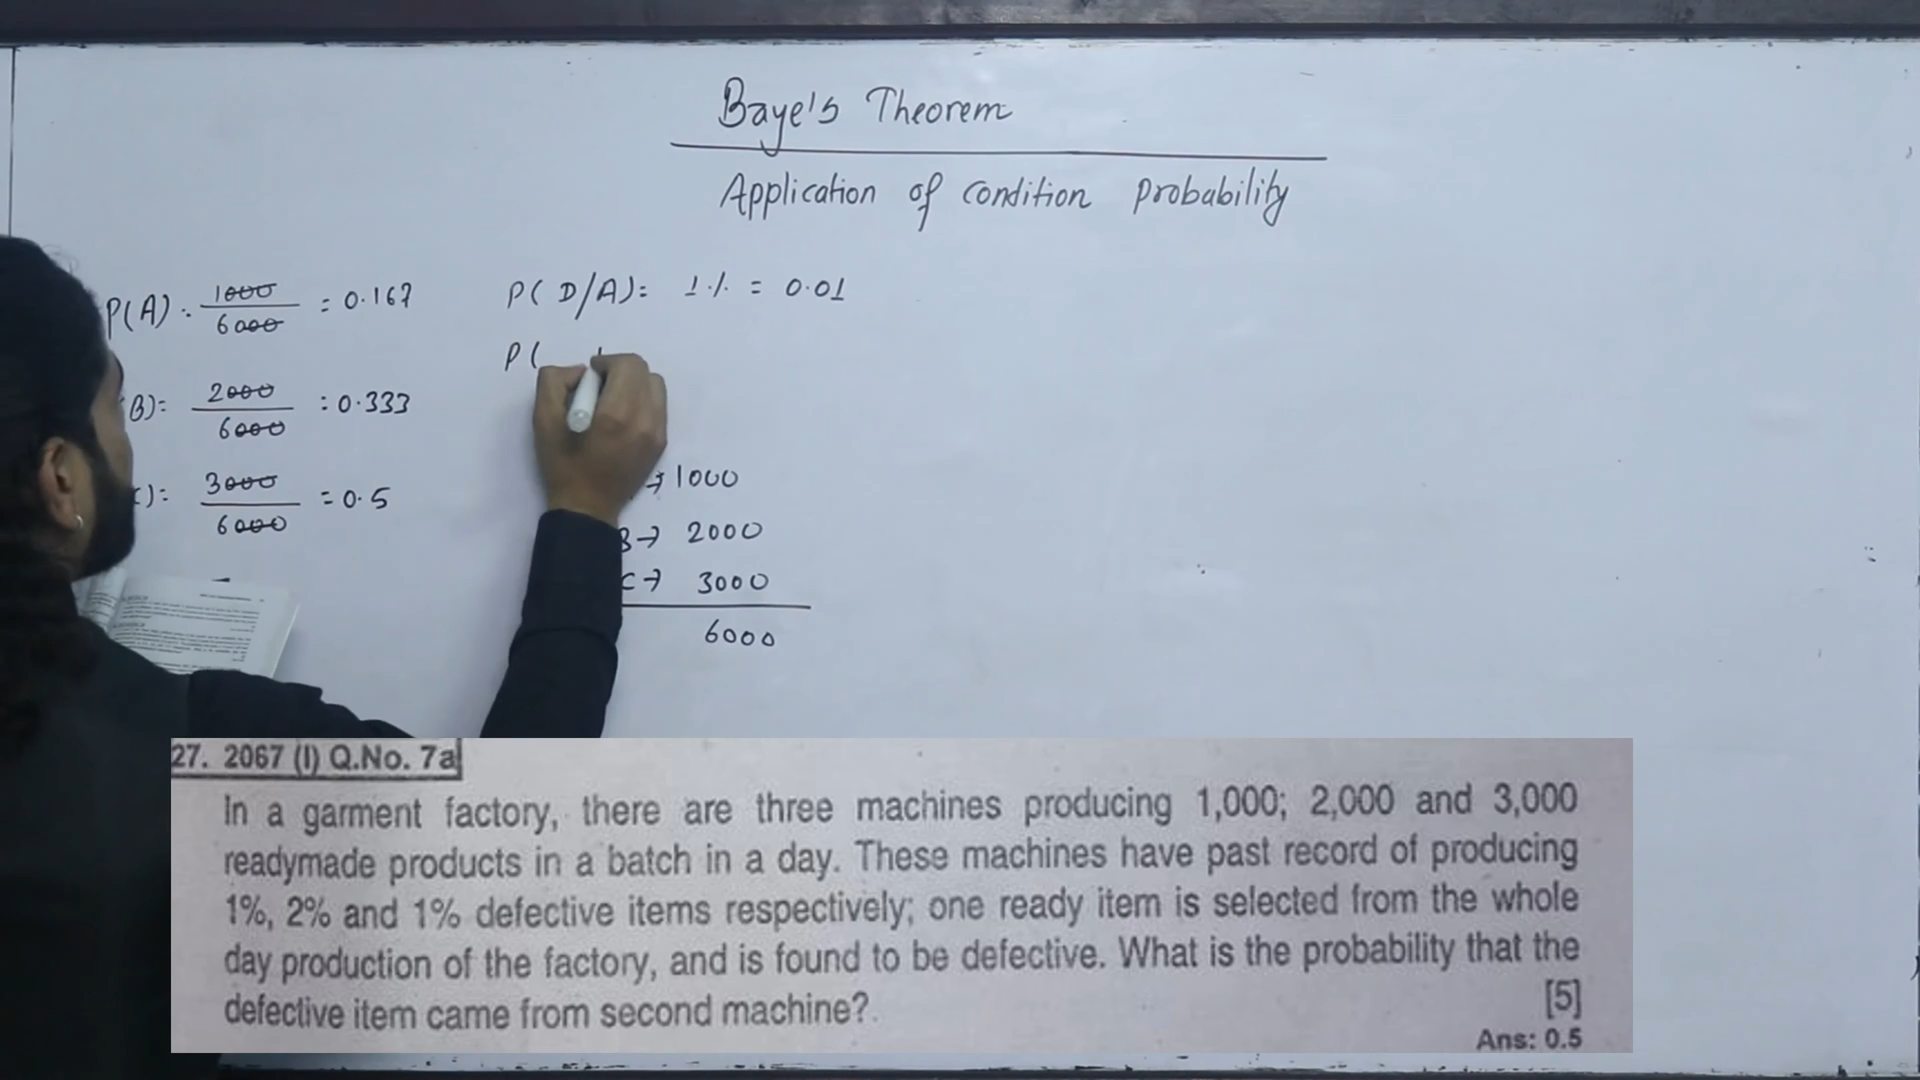 Baye's Theorem
Application of condition Probability
P(A) : 1000/6000 = 0.167
B) = 2000/6000 : 0.333
): 3000/6000 = 0.5
P( D/A) = 1% = 0.01
P(
→ 1000
B → 2000
C → 3000
6000
27. 2067 (I) Q.No. 7a
In a garment factory, there are three machines producing 1,000; 2,000 and 3,000
readymade products in a batch in a day. These machines have past record of producing
1%, 2% and 1% defective items respectively; one ready item is selected from the whole
day production of the factory, and is found to be defective. What is the probability that the
defective item came from second machine?
[5]
Ans: 0.5